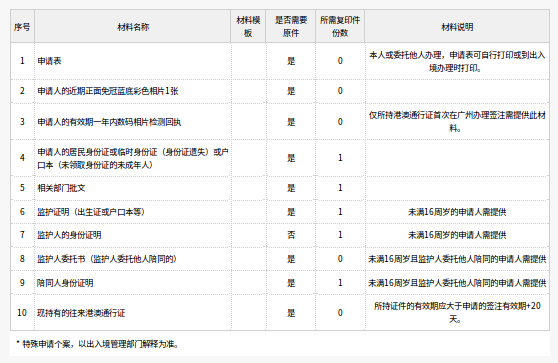 序号 材料名称 材料模板 是否需要原件 所需复印件份数 材料说明
1 申请表 是 0 本人或委托他人办理，申请表可自行打印或到出入境办理时打印。
2 申请人的近期正面免冠蓝底彩色相片1张 是 0
3 申请人的有效期一年内数码相片检测回执 是 0 仅所持港澳通行证首次在广州办理签注需提供此材料。
4 申请人的居民身份证或临时身份证（身份证遗失）或户口本（未领取身份证的未成年人） 是 1
5 相关部门批文 是 1
6 监护证明（出生证或户口本等） 是 1 未满16周岁的申请人需提供
7 监护人的身份证明 否 1 未满16周岁的申请人需提供
8 监护人委托书（监护人委托他人陪同的） 是 0 未满16周岁且监护人委托他人陪同的申请人需提供
9 陪同人身份证明 是 1 未满16周岁且监护人委托他人陪同的申请人需提供
10 现持有的往来港澳通行证 是 0 所持证件的有效期应大于申请的签注有效期+20天。
* 特殊申请个案，以出入境管理部门解释为准。